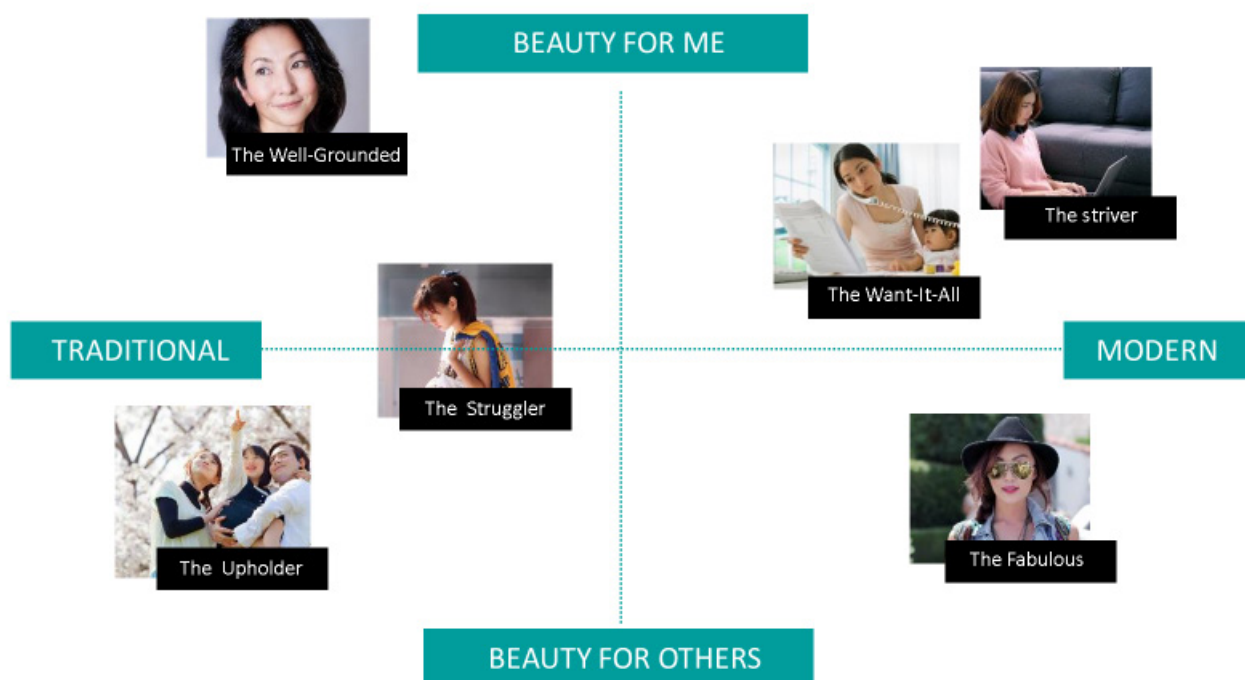 BEAUTY FOR ME
The Well-Grounded
The striver
The Want-It-All
TRADITIONAL
MODERN
The Struggler
The Upholder
The Fabulous
BEAUTY FOR OTHERS